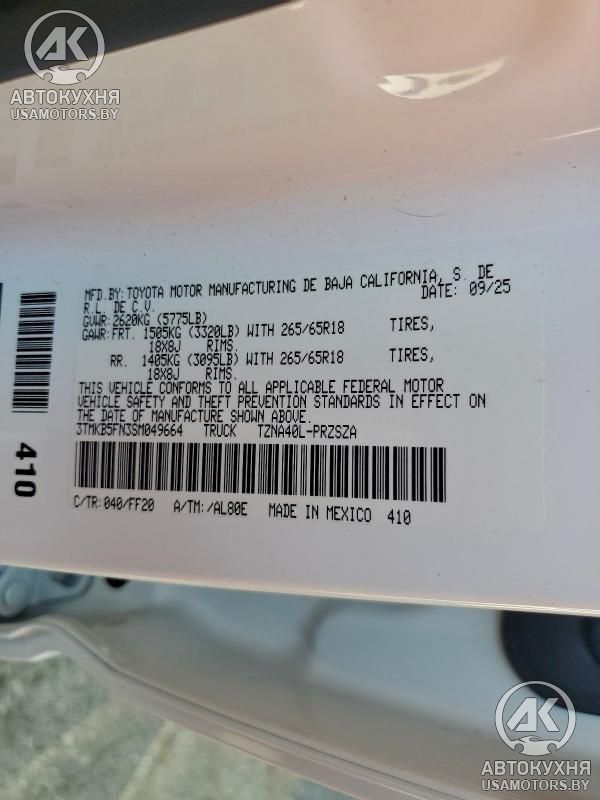 АК
АВТОКУХНЯ
USAMOTORS.BY
MFD.BY:TOYOTA MOTOR MANUFACTURING DE BAJA CALIFORNIA, S. DE
R.L. DE C.V. DATE: 09/25
GVWR:2620KG (5775LB)
GAWR:FRT. 1505KG (3320LB) WITH 265/65R18 TIRES,
18X8J RIMS.
RR. 1405KG (3095LB) WITH 265/65R18 TIRES,
18X8J RIMS.
THIS VEHICLE CONFORMS TO ALL APPLICABLE FEDERAL MOTOR
VEHICLE SAFETY AND THEFT PREVENTION STANDARDS IN EFFECT ON
THE DATE OF MANUFACTURE SHOWN ABOVE.
3TMKB5FN3SM049664 TRUCK TZNA40L-PRZSZA
C/TR:040/FF20 A/TM:/AL80E MADE IN MEXICO 410
410
АК
АВТОКУХНЯ
USAMOTORS.BY